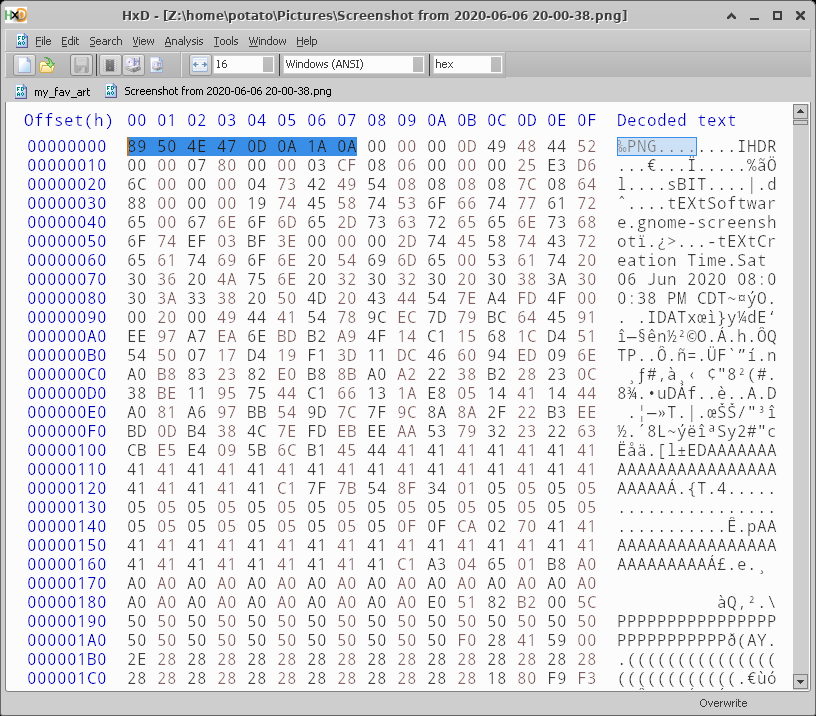 HxD - [Z:\home\potato\Pictures\Screenshot from 2020-06-06 20-00-38.png]
File Edit Search View Analysis Tools Window Help
16 Windows (ANSI) hex
my_fav_art Screenshot from 2020-06-06 20-00-38.png
Offset(h) 00 01 02 03 04 05 06 07 08 09 0A 0B 0C 0D 0E 0F Decoded text
00000000 89 50 4E 47 0D 0A 1A 0A 00 00 00 0D 49 48 44 52 ‰PNG........IHDR
00000010 00 00 07 80 00 00 03 CF 08 06 00 00 00 25 E3 D6 ...€...Ï.....%ãÖ
00000020 6C 00 00 00 04 73 42 49 54 08 08 08 08 7C 08 64 l....sBIT....|.d
00000030 88 00 00 00 19 74 45 58 74 53 6F 66 74 77 61 72 ˆ....tEXtSoftwar
00000040 65 00 67 6E 6F 6D 65 2D 73 63 72 65 65 6E 73 68 e.gnome-screensh
00000050 6F 74 EF 03 BF 3E 00 00 00 2D 74 45 58 74 43 72 otï.¿>...-tEXtCr
00000060 65 61 74 69 6F 6E 20 54 69 6D 65 00 53 61 74 20 eation Time.Sat
00000070 30 36 20 4A 75 6E 20 32 30 32 30 20 30 38 3A 30 06 Jun 2020 08:0
00000080 30 3A 33 38 20 50 4D 20 43 44 54 7E A4 FD 4F 00 0:38 PM CDT~¤ýO.
00000090 00 20 00 49 44 41 54 78 9C EC 7D 79 BC 64 45 91 . .IDATxœì}y¼dE‘
000000A0 EE 97 A7 EA 6E BD B2 A9 4F 14 C1 15 68 1C D4 51 î—§ên½²©O.Á.h.ÔQ
000000B0 54 50 07 17 D4 19 F1 3D 11 DC 46 60 94 ED 09 6E TP..Ô.ñ=.ÜF`”í.n
000000C0 A0 B8 83 23 82 E0 B8 8B A0 A2 22 38 B2 28 23 0C ¸ƒ#‚à¸‹ ¢"8²(#.
000000D0 38 BE 11 95 75 44 C1 66 13 1A E8 05 14 41 14 44 8¾.•uDÁf..è..A.D
000000E0 A0 81 A6 97 BB 54 9D 7C 7F 9C 8A 8A 2F 22 B3 EE .¦—»T.|.œŠŠ/"³î
000000F0 BD 0D B4 38 4C 7E FD EB EE AA 53 79 32 23 22 63 ½.´8L~ýëîªSy2#"c
00000100 CB E5 E4 09 5B 6C B1 45 44 41 41 41 41 41 41 41 Ëåä.[l±EDAAAAAAA
00000110 41 41 41 41 41 41 41 41 41 41 41 41 41 41 41 41 AAAAAAAAAAAAAAAA
00000120 41 41 41 41 41 C1 7F 7B 54 8F 34 01 05 05 05 05 AAAAAÁ.{T.4.....
00000130 05 05 05 05 05 05 05 05 05 05 05 05 05 05 05 05 ................
00000140 05 05 05 05 05 05 05 05 05 0F 0F CA 02 70 41 41 ...........Ê.pAA
00000150 41 41 41 41 41 41 41 41 41 41 41 41 41 41 41 41 AAAAAAAAAAAAAAAA
00000160 41 41 41 41 41 41 41 41 41 C1 A3 04 65 01 B8 A0 AAAAAAAAAÁ£.e.¸
00000170 A0 A0 A0 A0 A0 A0 A0 A0 A0 A0 A0 A0 A0 A0 A0 A0
00000180 A0 A0 A0 A0 A0 A0 A0 A0 A0 A0 E0 51 82 B2 00 5C àQ‚².\
00000190 50 50 50 50 50 50 50 50 50 50 50 50 50 50 50 50 PPPPPPPPPPPPPPPP
000001A0 50 50 50 50 50 50 50 50 50 50 50 F0 28 41 59 00 PPPPPPPPPPPð(AY.
000001B0 2E 28 28 28 28 28 28 28 28 28 28 28 28 28 28 28 .(((((((((((((((
000001C0 28 28 28 28 28 28 28 28 28 28 28 28 18 80 F9 F3 ((((((((((((.€ùó
Overwrite